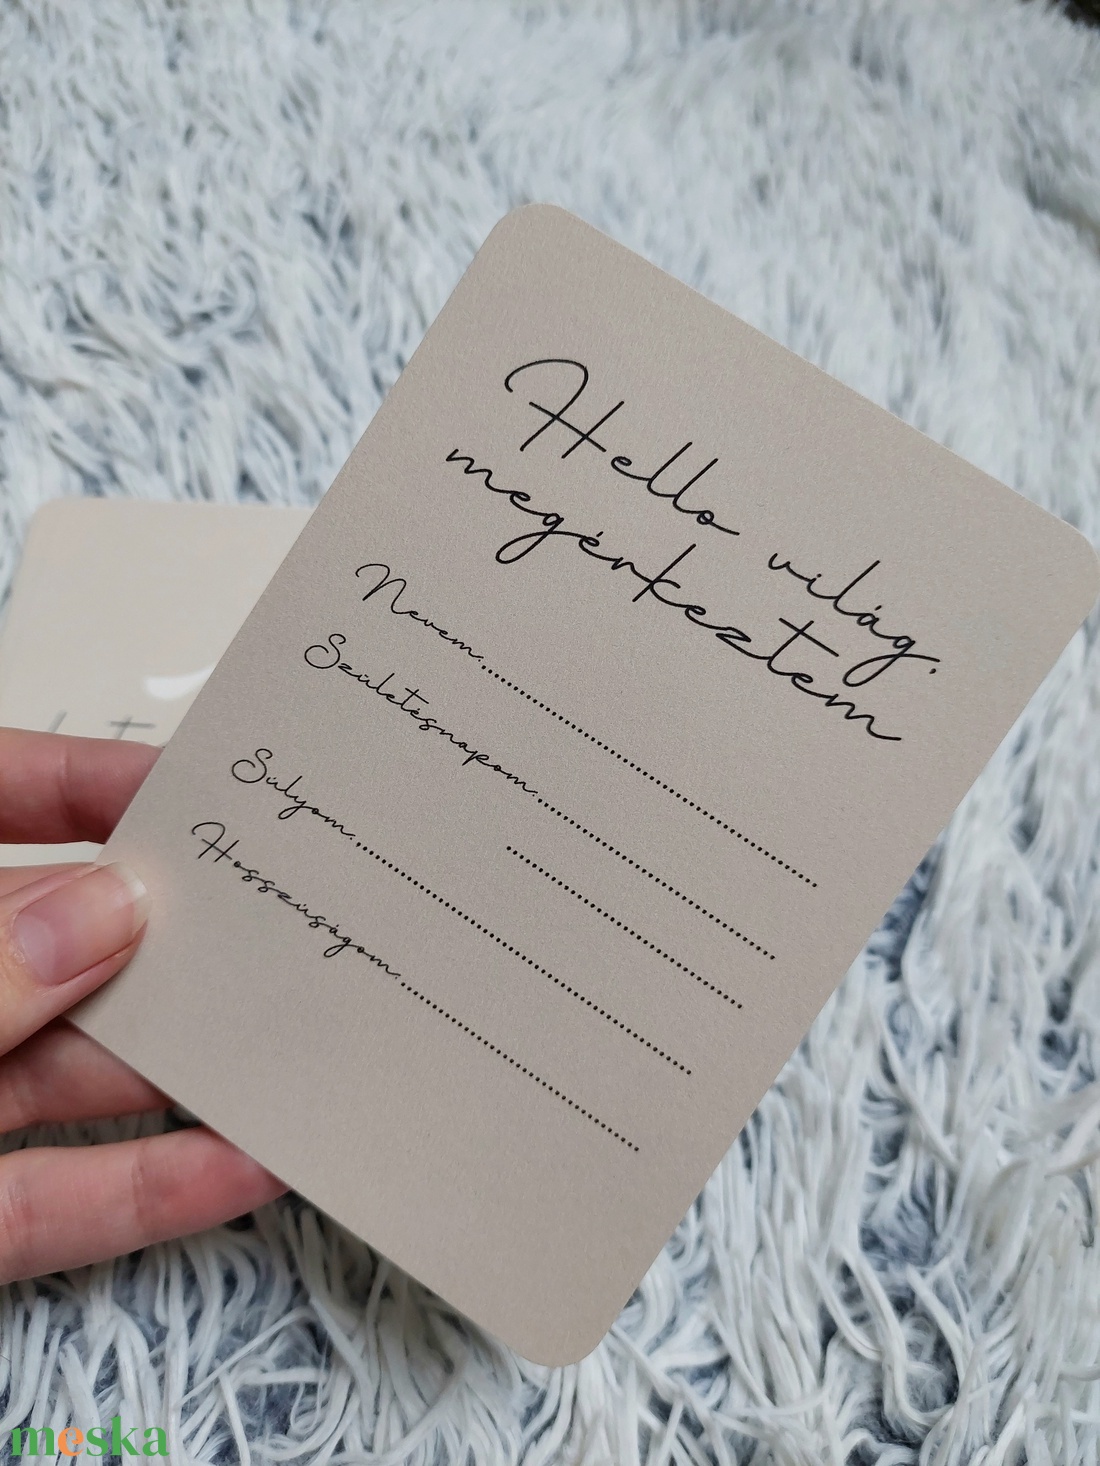 Hello világ,
megérkeztem
Nevem:..............................
Születésnapom:..............................
..............................
Súlyom:..............................
Hosszúságom:..............................
meska